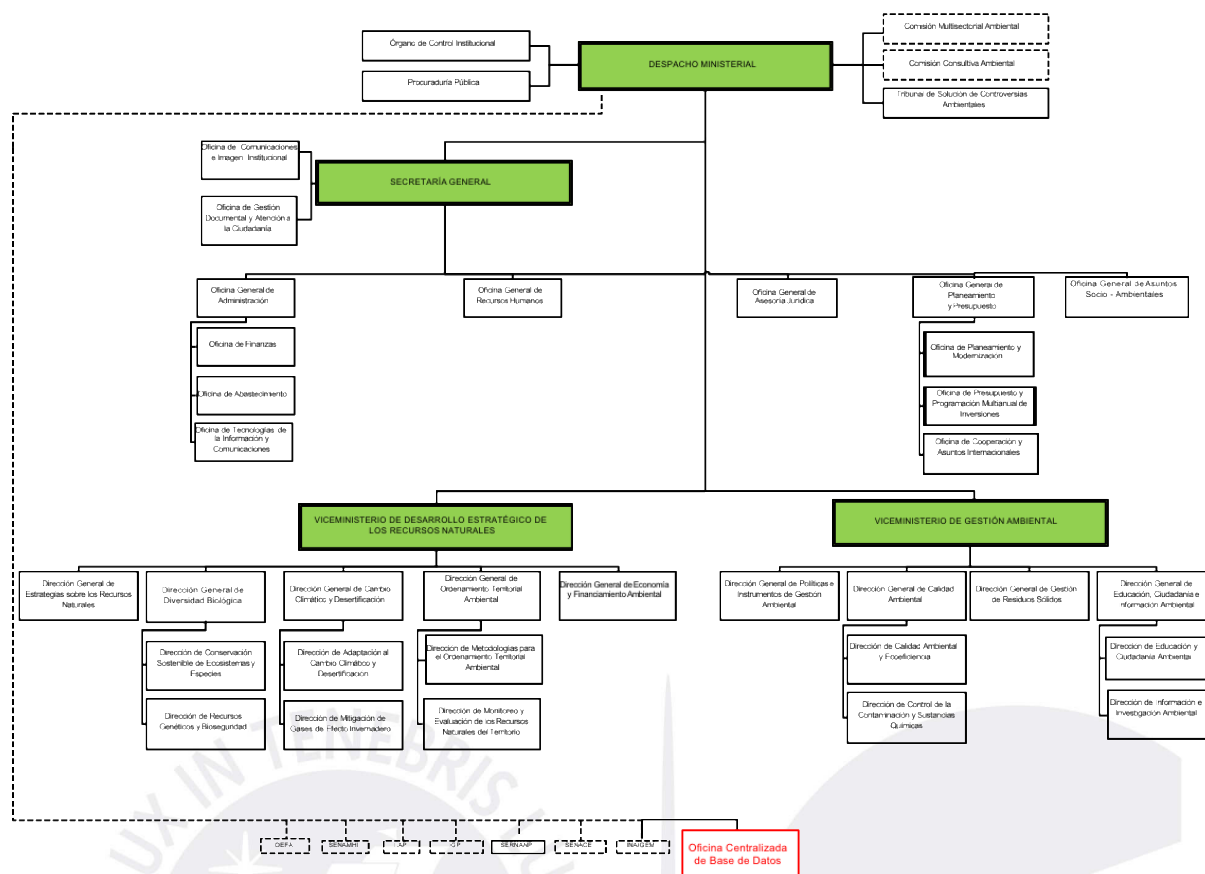 Órgano de Control Institucional
Procuraduría Pública
DESPACHO MINISTERIAL
Comisión Multisectorial Ambiental
Comisión Consultiva Ambiental
Tribunal de Solución de Controversias
Ambientales
Oficina de Comunicaciones
e Imagen Institucional
SECRETARÍA GENERAL
Oficina de Gestión
Documental y Atención a
la Ciudadanía
Oficina General de
Administración
Oficina General de
Recursos Humanos
Oficina General de
Asesoría Jurídica
Oficina General de
Planeamiento
y Presupuesto
Oficina General de Asuntos
Socio - Ambientales
Oficina de Finanzas
Oficina de Abastecimiento
Oficina de Tecnologías de
la Información y
Comunicaciones
Oficina de Planeamiento y
Modernización
Oficina de Presupuesto y
Programación Multianual de
Inversiones
Oficina de Cooperación y
Asuntos Internacionales
VICEMINISTERIO DE DESARROLLO ESTRATÉGICO DE
LOS RECURSOS NATURALES
VICEMINISTERIO DE GESTIÓN AMBIENTAL
Dirección General de
Estrategias sobre los Recursos
Naturales
Dirección General de
Diversidad Biológica
Dirección General de Cambio
Climático y Desertificación
Dirección General de
Ordenamiento Territorial
Ambiental
Dirección General de Economía
y Financiamiento Ambiental
Dirección General de Políticas e
Instrumentos de Gestión
Ambiental
Dirección General de Calidad
Ambiental
Dirección General de Gestión
de Residuos Sólidos
Dirección General de
Educación, Ciudadanía e
Información Ambiental
Dirección de Conservación
Sostenible de Ecosistemas y
Especies
Dirección de Recursos
Genéticos y Bioseguridad
Dirección de Adaptación al
Cambio Climático y
Desertificación
Dirección de Mitigación de
Gases de Efecto Invernadero
Direccion de Metodologías para
el Ordenamiento Territorial
Ambiental
Dirección de Monitoreo y
Evaluación de los Recursos
Naturales del Territorio
Dirección de Calidad Ambiental
y Ecoeficiencia
Dirección de Control de la
Contaminación y Sustancias
Químicas
Direccion de Educación y
Ciudadanía Ambiental
Dirección de Información e
Investigación Ambiental
UX IN TENEBRIS LU
OEFA
SENAMHI
IGP
SERNANP
SENACE
INAIGEM
Oficina Centralizada
de Base de Datos